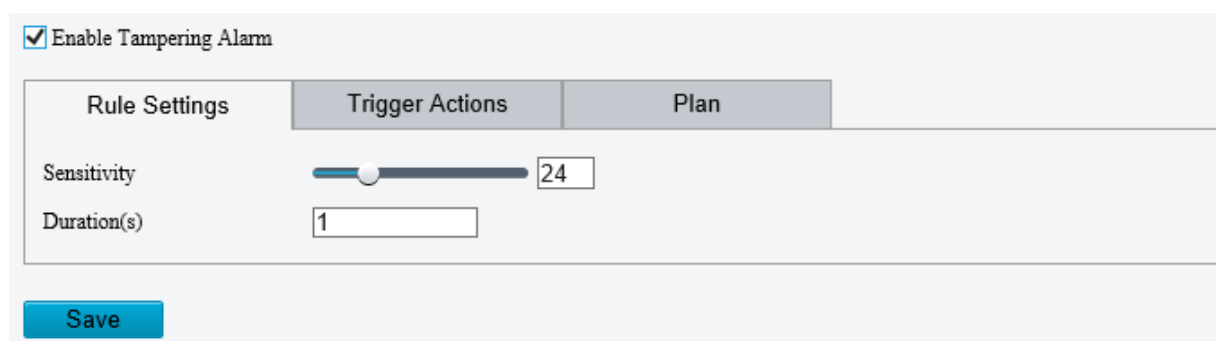 Enable Tampering Alarm
Rule Settings Trigger Actions Plan
Sensitivity 24
Duration(s) 1
Save